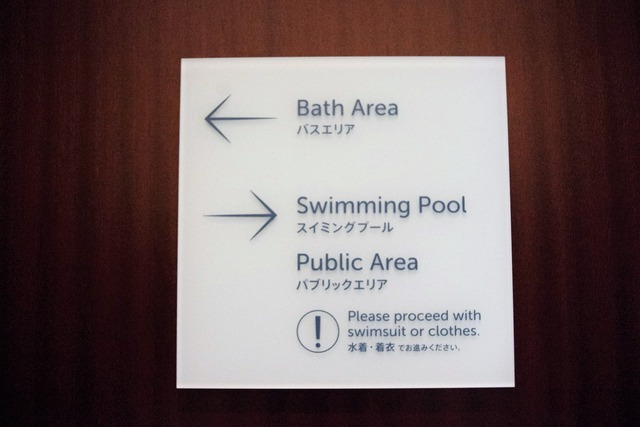 Bath Area
バスエリア
Swimming Pool
スイミングプール
Public Area
パブリックエリア
Please proceed with
swimsuit or clothes.
水着・着衣 でお進みください。